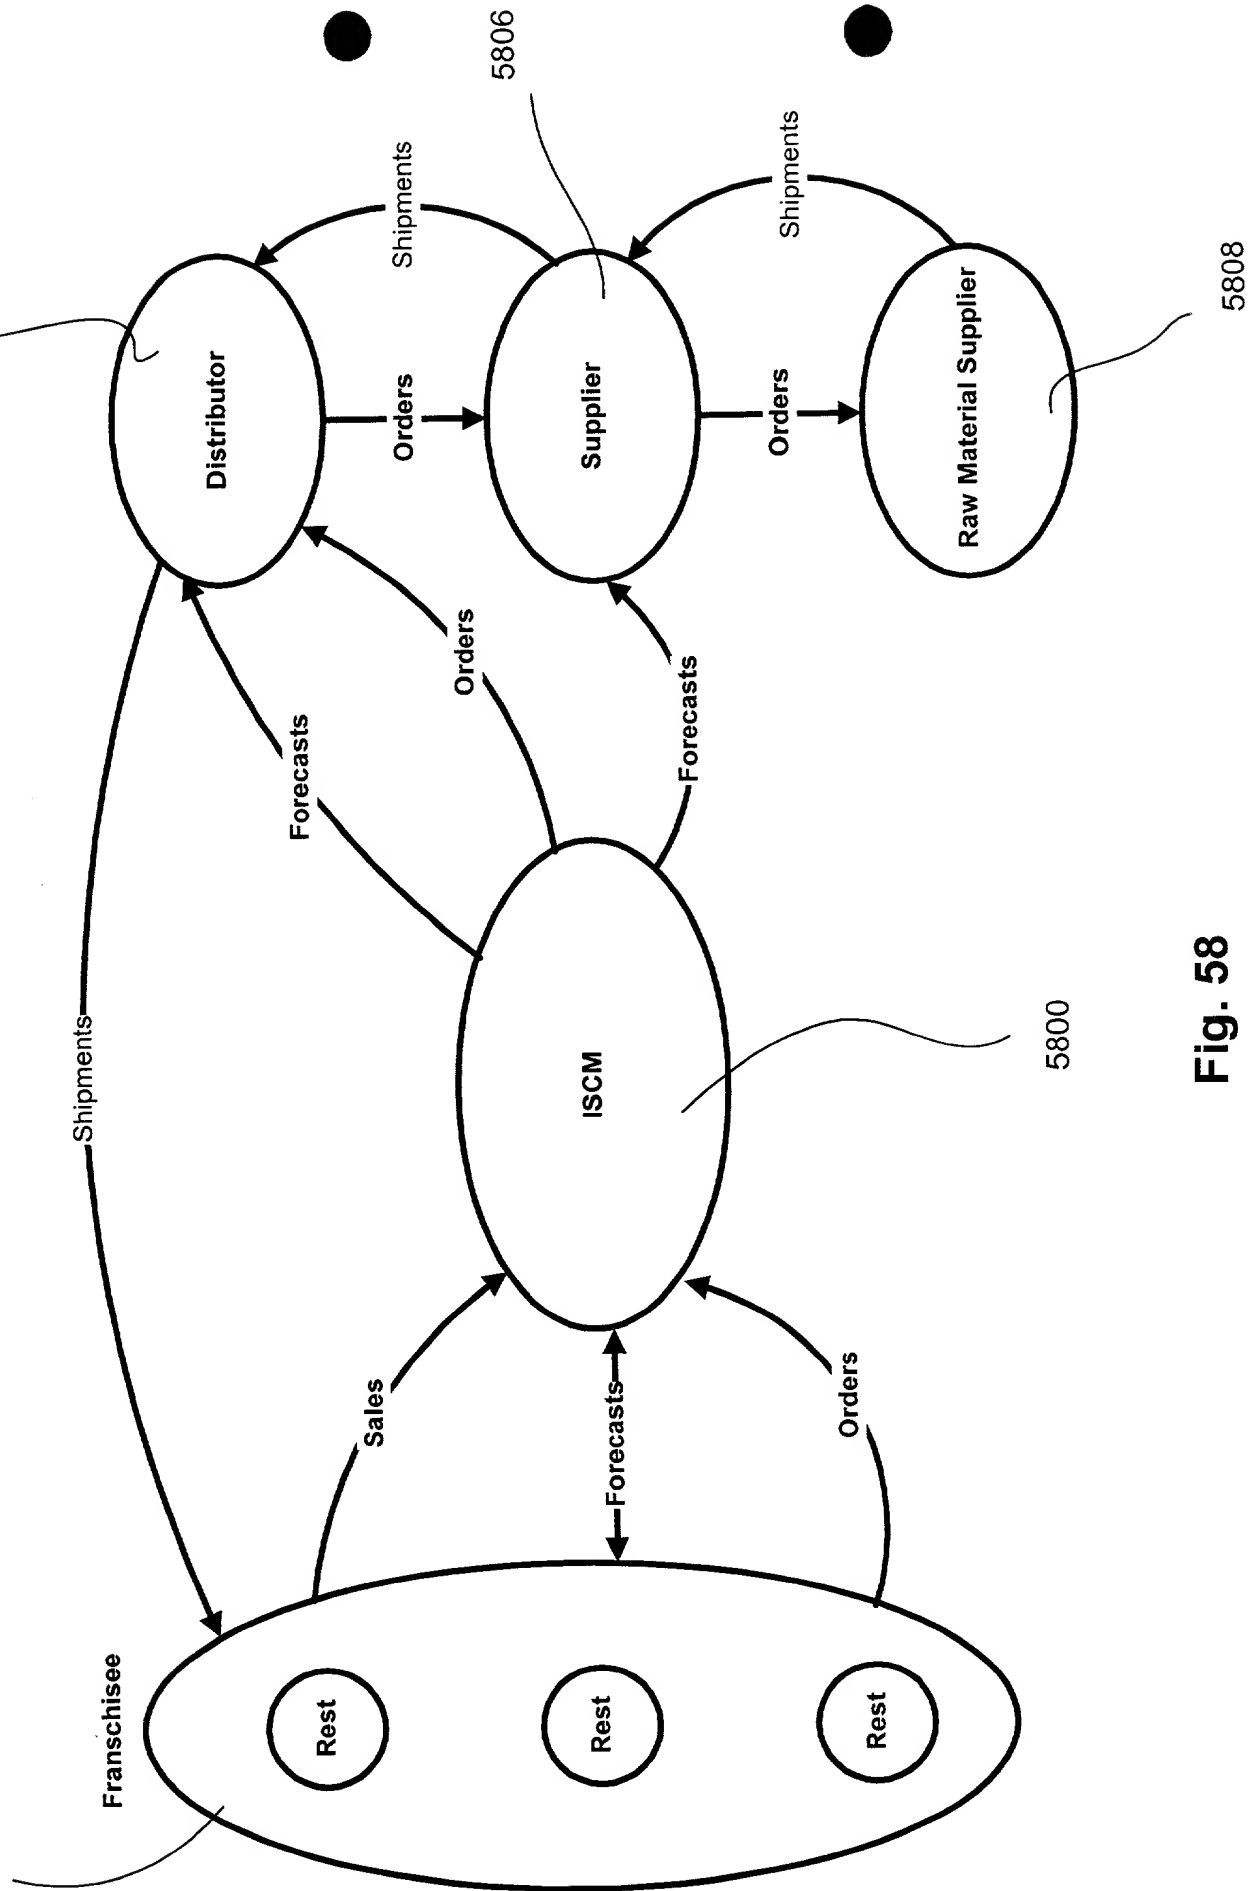 Franschisee
Rest
Rest
Rest
Shipments
Sales
Forecasts
Orders
ISCM
5800
Forecasts
Orders
Forecasts
Distributor
Shipments
Orders
5806
Supplier
Shipments
Orders
Raw Material Supplier
5808
Fig. 58